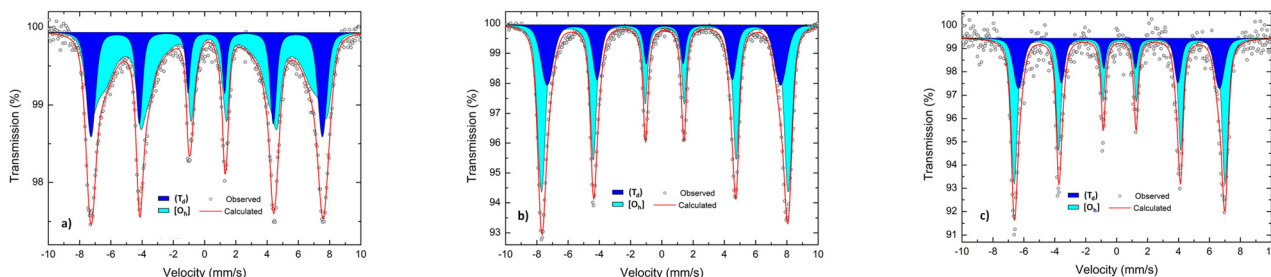 100
99
98
Transmission (%)
a)
(Td)
[Oh]
Observed
Calculated
-10 -8 -6 -4 -2 0 2 4 6 8 10
Velocity (mm/s)
100
99
98
97
96
95
94
93
Transmission (%)
b)
(Td)
[Oh]
Observed
Calculated
-10 -8 -6 -4 -2 0 2 4 6 8 10
Velocity (mm/s)
100
99
98
97
96
95
94
93
92
91
Transmission (%)
c)
(Td)
[Oh]
Observed
Calculated
-10 -8 -6 -4 -2 0 2 4 6 8 10
Velocity (mm/s)